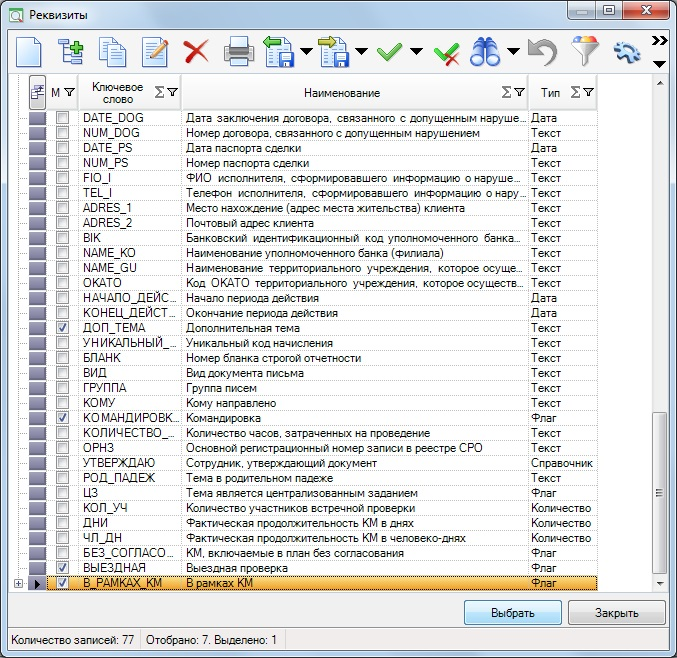 Реквизиты
М Ключевое слово Σ Наименование Σ Тип Σ
DATE_DOG Дата заключения договора, связанного с допущенным наруше... Дата
NUM_DOG Номер договора, связанного с допущенным нарушением Текст
DATE_PS Дата паспорта сделки Дата
NUM_PS Номер паспорта сделки Текст
FIO_I ФИО исполнителя, сформировавшего информацию о наруше... Текст
TEL_I Телефон исполнителя, сформировавшего информацию о нару... Текст
ADRES_1 Место нахождение (адрес места жительства) клиента Текст
ADRES_2 Почтовый адрес клиента Текст
BIK Банковский идентификационный код уполномоченного банка... Текст
NAME_KO Наименование уполномоченного банка (филиала) Текст
NAME_GU Наименование территориального учреждения, которое осуще... Текст
OKATO Код ОКАТО территориального учреждения, которое осуществ... Текст
НАЧАЛО_ДЕЙС... Начало периода действия Дата
КОНЕЦ_ДЕЙСТ... Окончание периода действия Дата
ДОП_ТЕМА Дополнительная тема Текст
УНИКАЛЬНЫЙ_... Уникальный код начисления Текст
БЛАНК Номер бланка строгой отчетности Текст
ВИД Вид документа письма Текст
ГРУППА Группа писем Текст
КОМУ Кому направлено Текст
КОМАНДИРОВК... Командировка Флаг
КОЛИЧЕСТВО_... Количество часов, затраченных на проведение Текст
ОРНЗ Основной регистрационный номер записи в реестре СРО Текст
УТВЕРЖДАЮ Сотрудник, утверждающий документ Справочник
РОД_ПАДЕЖ Тема в родительном падеже Текст
ЦЗ Тема является централизованным заданием Флаг
КОЛ_УЧ Количество участников встречной проверки Количество
ДНИ Фактическая продолжительность КМ в днях Количество
ЧЛ_ДН Фактическая продолжительность КМ в человеко-днях Количество
БЕЗ_СОГЛАСО... КМ, включаемые в план без согласования Флаг
ВЫЕЗДНАЯ Выездная проверка Флаг
В_РАМКАХ_КМ В рамках КМ Флаг
Выбрать Закрыть
Количество записей: 77 Отобрано: 7. Выделено: 1